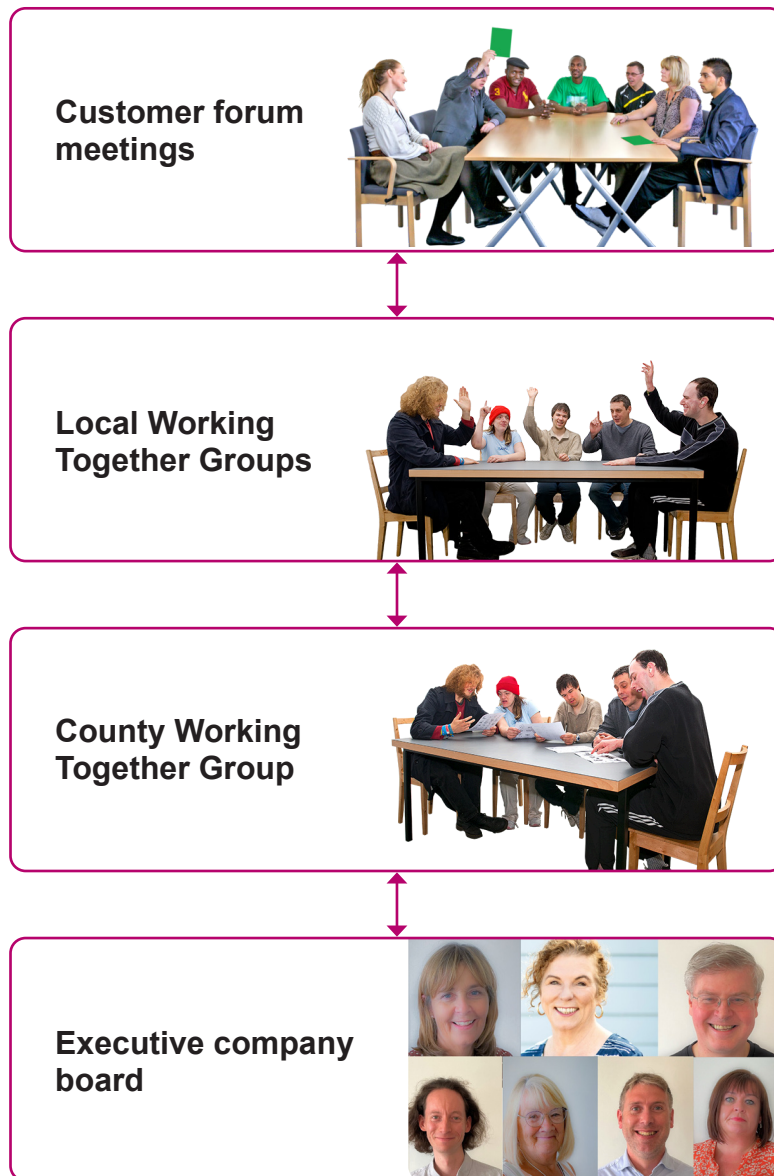 Customer forum
meetings
Local Working
Together Groups
County Working
Together Group
Executive company
board